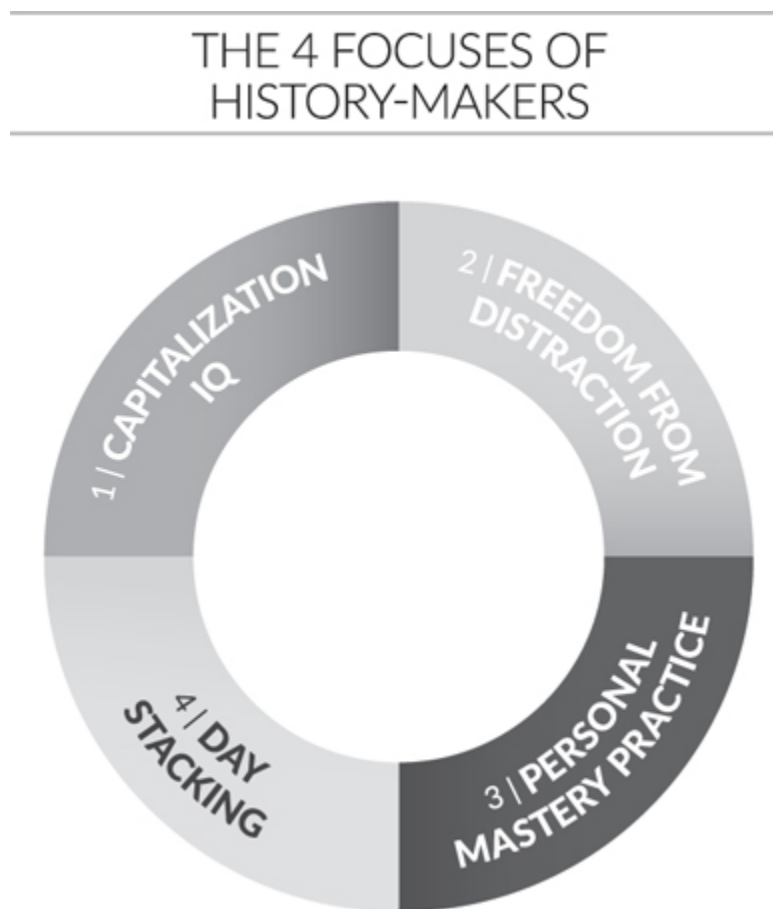 THE 4 FOCUSES OF
HISTORY-MAKERS
1 | CAPITALIZATION
IQ
2 | FREEDOM FROM
DISTRACTION
3 | PERSONAL
MASTERY PRACTICE
4 | DAY
STACKING